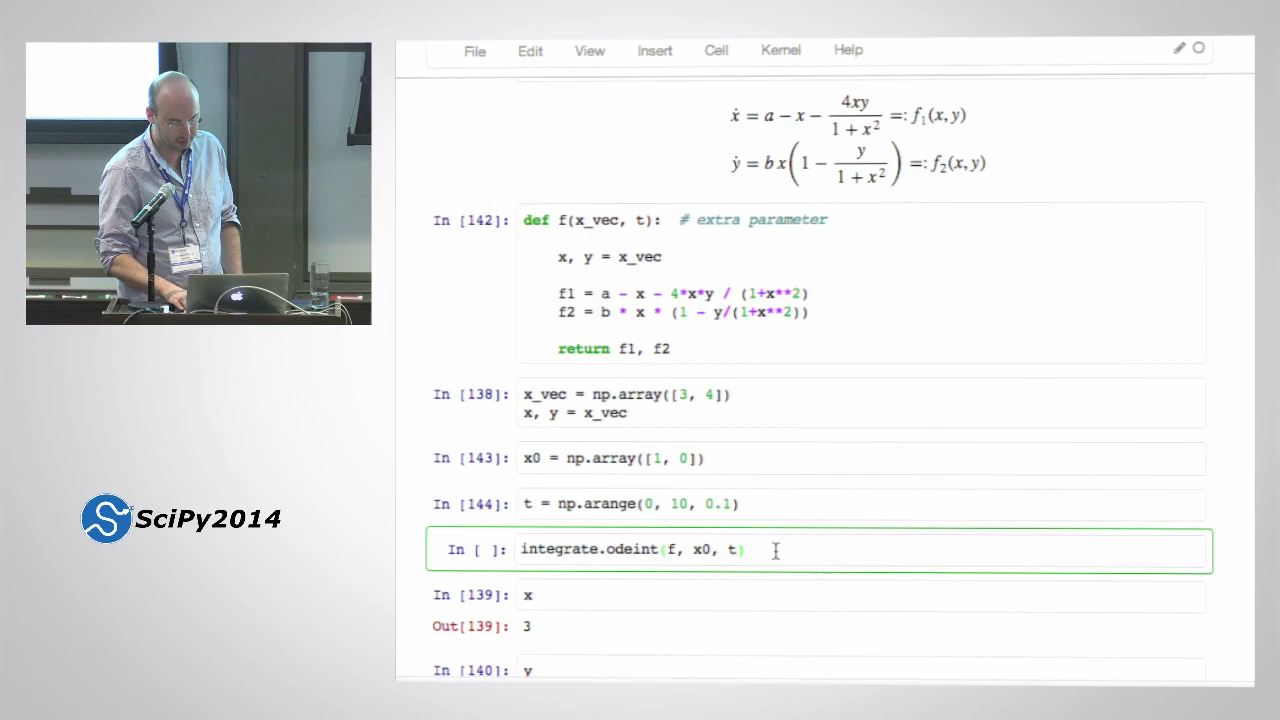 File Edit View Insert Cell Kernel Help
ẋ = a − x − 4xy / 1 + x² =: f₁(x, y)
ẏ = b x(1 − y / 1 + x²) =: f₂(x, y)
In [142]: def f(x_vec, t):  # extra parameter
x, y = x_vec
f1 = a - x - 4*x*y / (1+x**2)
f2 = b * x * (1 - y/(1+x**2))
return f1, f2
In [138]: x_vec = np.array([3, 4])
x, y = x_vec
In [143]: x0 = np.array([1, 0])
In [144]: t = np.arange(0, 10, 0.1)
In [ ]: integrate.odeint(f, x0, t)
In [139]: x
Out[139]: 3
In [140]: y
SciPy2014